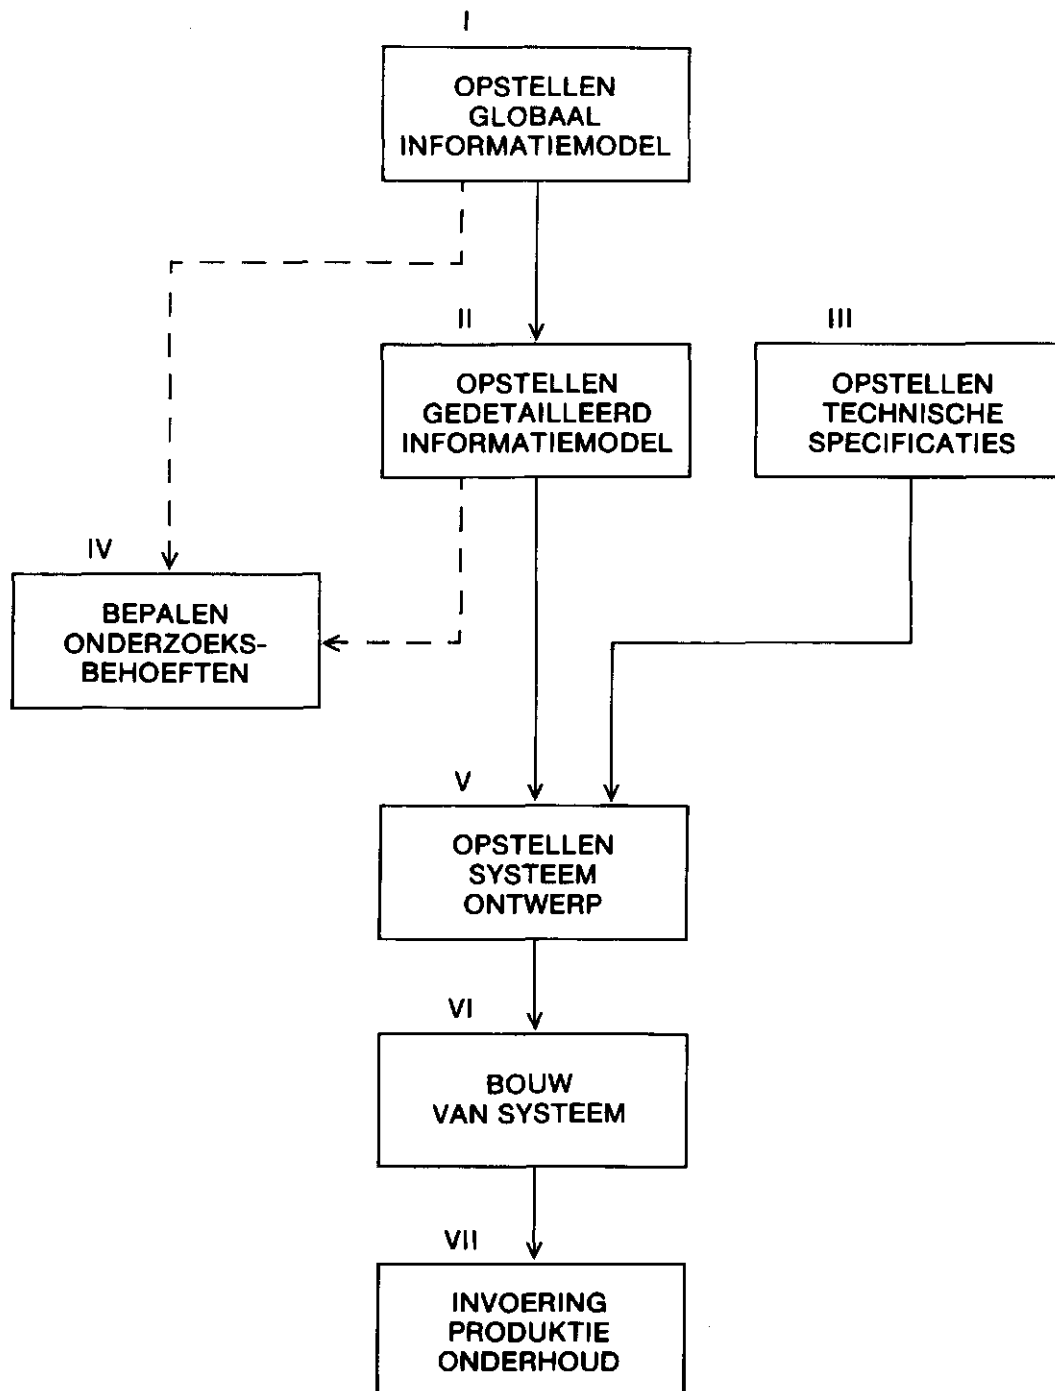 I
OPSTELLEN
GLOBAAL
INFORMATIEMODEL
II
OPSTELLEN
GEDETAILLEERD
INFORMATIEMODEL
III
OPSTELLEN
TECHNISCHE
SPECIFICATIES
IV
BEPALEN
ONDERZOEKS-
BEHOEFTEN
V
OPSTELLEN
SYSTEEM
ONTWERP
VI
BOUW
VAN SYSTEEM
VII
INVOERING
PRODUKTIE
ONDERHOUD